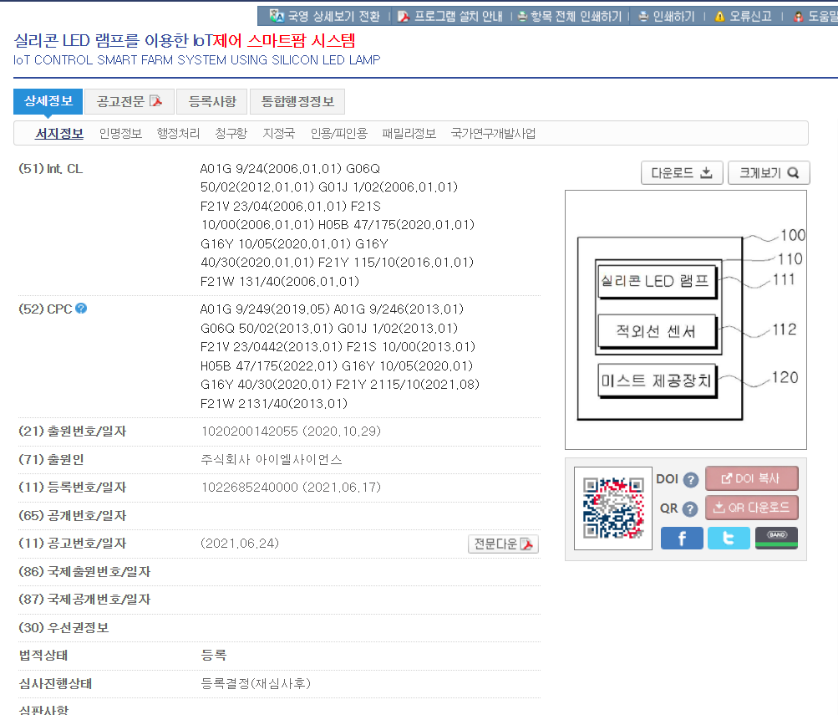 국영 상세보기 전환 | 프로그램 설치 안내 | 항목 전체 인쇄하기 | 인쇄하기 | 오류신고 | 도움말
실리콘 LED 램프를 이용한 IoT제어 스마트팜 시스템
IoT CONTROL SMART FARM SYSTEM USING SILICON LED LAMP
상세정보 공고전문 등록사항 통합행정정보
서지정보 인명정보 행정처리 청구항 지정국 인용/피인용 패밀리정보 국가연구개발사업
다운로드 크게보기
(51) Int. CL
A01G 9/24(2006.01.01) G06Q
50/02(2012.01.01) G01J 1/02(2006.01.01)
F21V 23/04(2006.01.01) F21S
10/00(2006.01.01) H05B 47/175(2020.01.01)
G16Y 10/05(2020.01.01) G16Y
40/30(2020.01.01) F21Y 115/10(2016.01.01)
F21W 131/40(2006.01.01)
(52) CPC
A01G 9/249(2019.05) A01G 9/246(2013.01)
G06Q 50/02(2013.01) G01J 1/02(2013.01)
F21V 23/0442(2013.01) F21S 10/00(2013.01)
H05B 47/175(2022.01) G16Y 10/05(2020.01)
G16Y 40/30(2020.01) F21Y 2115/10(2021.08)
F21W 2131/40(2013.01)
(21) 출원번호/일자 1020200142055 (2020.10.29)
(71) 출원인 주식회사 아이엘사이언스
(11) 등록번호/일자 1022685240000 (2021.06.17)
(65) 공개번호/일자
(11) 공고번호/일자 (2021.06.24) 전문다운
(86) 국제출원번호/일자
(87) 국제공개번호/일자
(30) 우선권정보
법적상태 등록
심사진행상태 등록결정(재심사후)
심판사항
100
110
실리콘 LED 램프 111
적외선 센서 112
미스트 제공장치 120
DOI ? DOI 복사
QR ? QR 다운로드
f t BAND